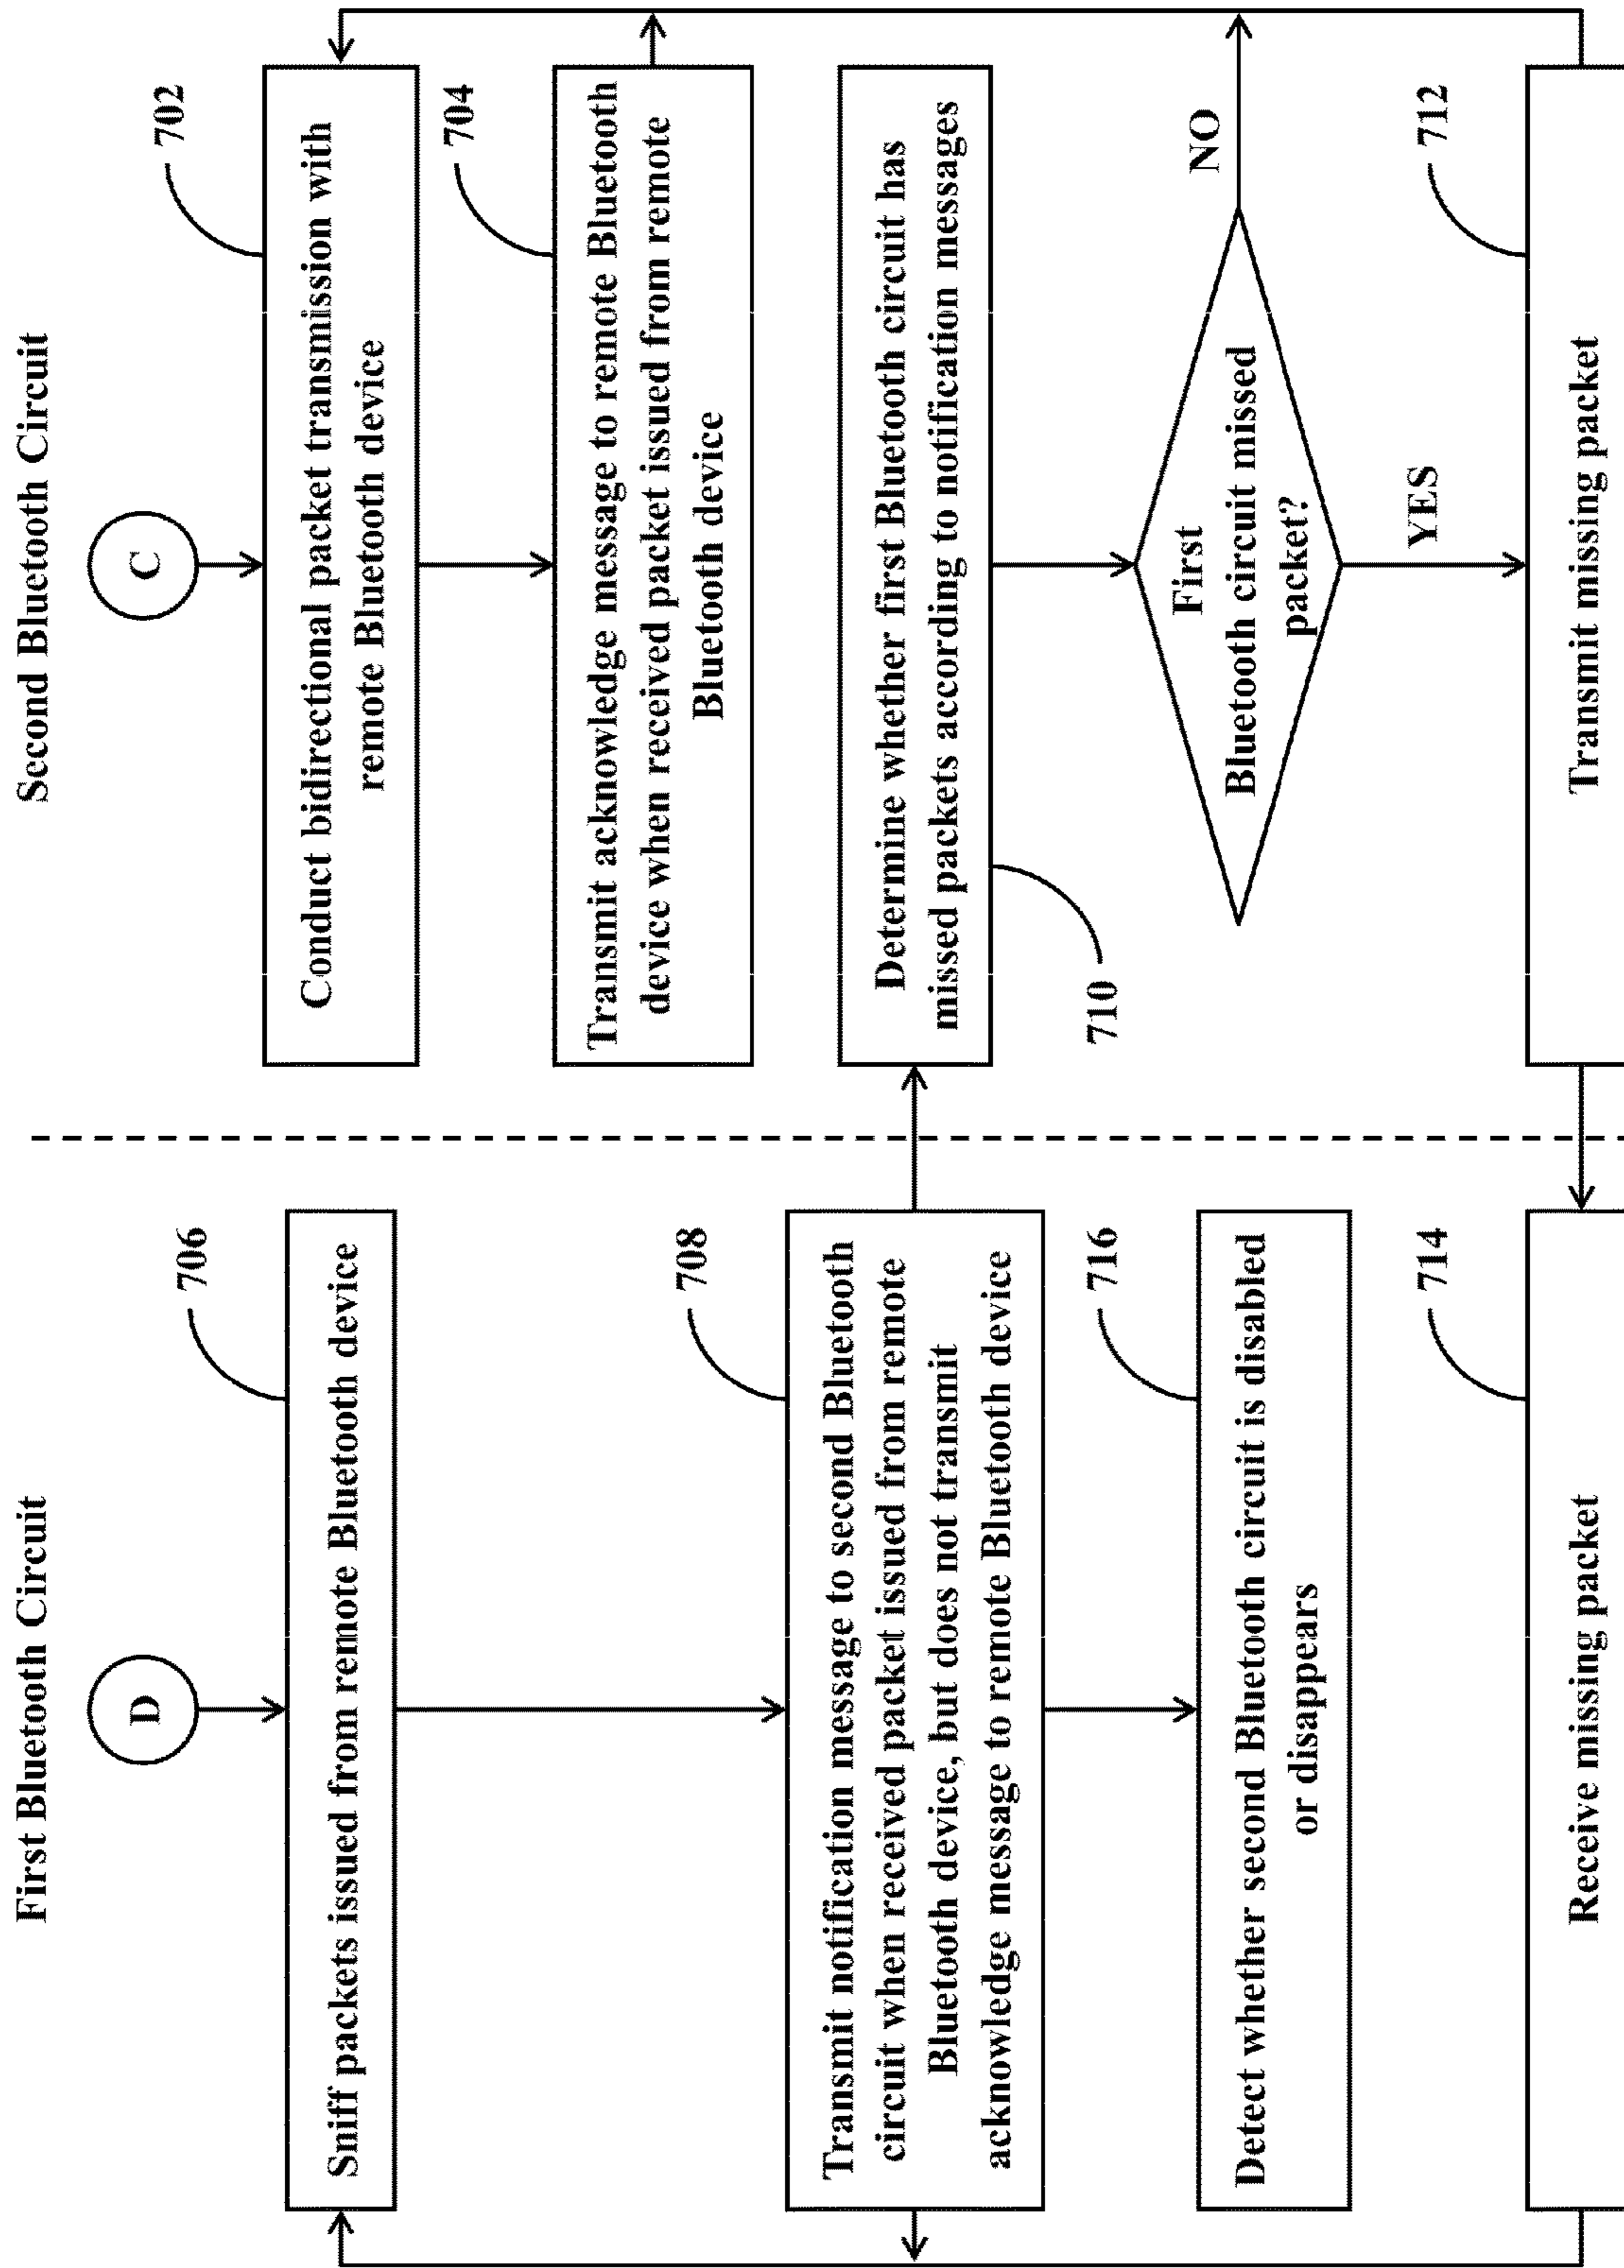 First Bluetooth Circuit
D
706
Sniff packets issued from remote Bluetooth device
708
Transmit notification message to second Bluetooth
circuit when received packet issued from remote
Bluetooth device, but does not transmit
acknowledge message to remote Bluetooth device
716
Detect whether second Bluetooth circuit is disabled
or disappears
714
Receive missing packet
Second Bluetooth Circuit
C
702
Conduct bidirectional packet transmission with
remote Bluetooth device
704
Transmit acknowledge message to remote Bluetooth
device when received packet issued from remote
Bluetooth device
Determine whether first Bluetooth circuit has
missed packets according to notification messages
710
First
Bluetooth circuit missed
packet?
NO
YES
712
Transmit missing packet